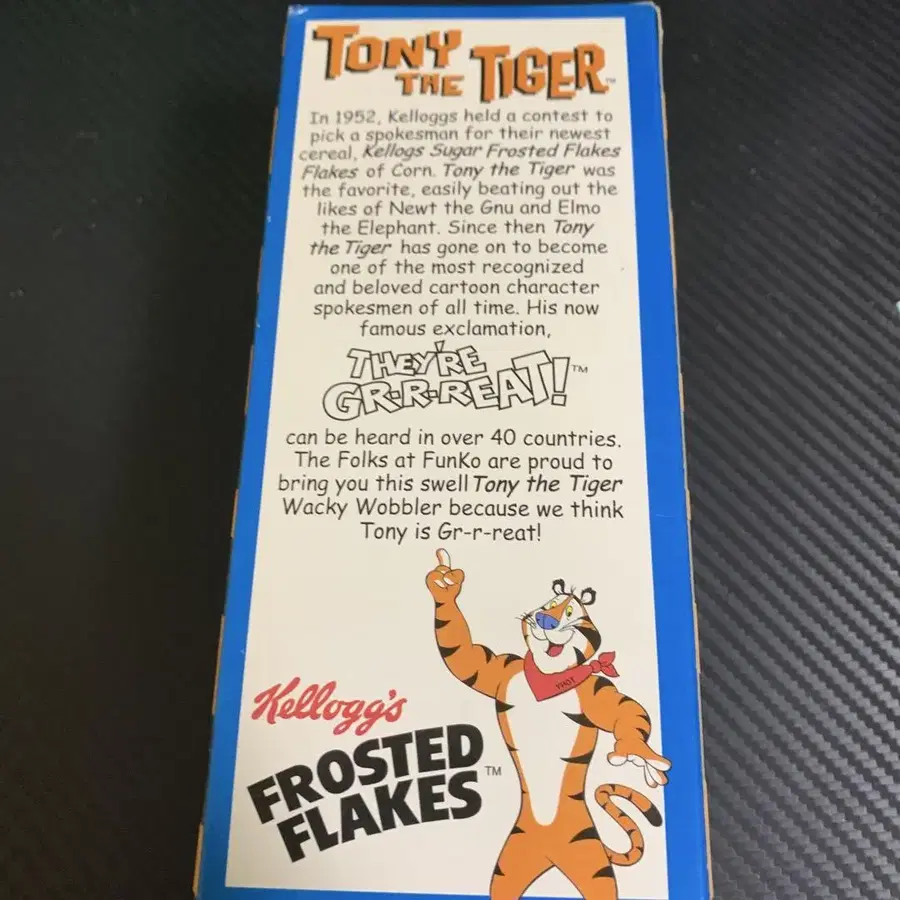 TONY
THE TIGER™
In 1952, Kelloggs held a contest to
pick a spokesman for their newest
cereal, Kellogs Sugar Frosted Flakes
Flakes of Corn. Tony the Tiger was
the favorite, easily beating out the
likes of Newt the Gnu and Elmo
the Elephant. Since then Tony
the Tiger has gone on to become
one of the most recognized
and beloved cartoon character
spokesmen of all time. His now
famous exclamation,
THEY'RE
GR-R-REAT!™
can be heard in over 40 countries.
The Folks at FunKo are proud to
bring you this swell Tony the Tiger
Wacky Wobbler because we think
Tony is Gr-r-reat!
TONY
Kellogg's
FROSTED
FLAKES™